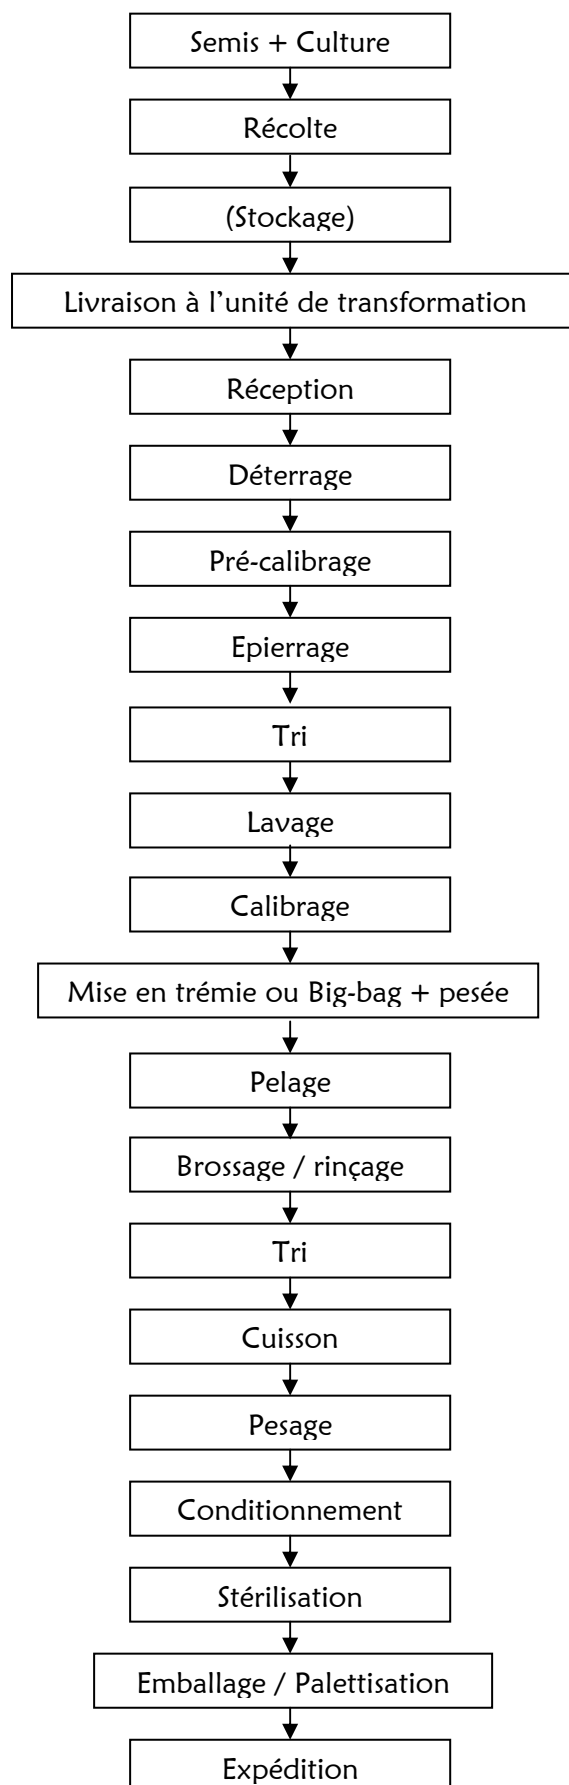 Semis + Culture
Récolte
(Stockage)
Livraison à l'unité de transformation
Réception
Déterrage
Pré-calibrage
Epierrage
Tri
Lavage
Calibrage
Mise en trémie ou Big-bag + pesée
Pelage
Brossage / rinçage
Tri
Cuisson
Pesage
Conditionnement
Stérilisation
Emballage / Palettisation
Expédition